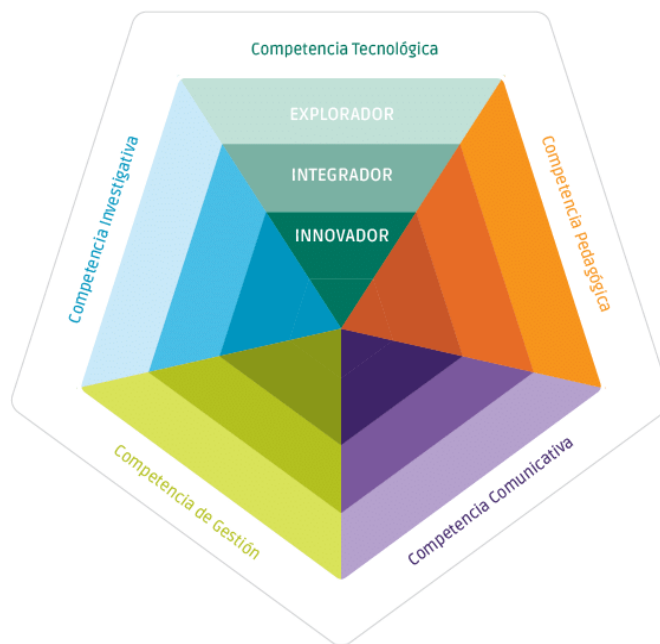 Competencia Tecnológica
EXPLORADOR
INTEGRADOR
INNOVADOR
Competencia Investigativa
Competencia Pedagógica
Competencia de Gestión
Competencia Comunicativa